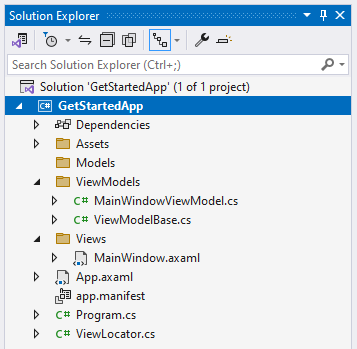 Solution Explorer
Search Solution Explorer (Ctrl+;)
Solution 'GetStartedApp' (1 of 1 project)
C# GetStartedApp
Dependencies
Assets
Models
ViewModels
C# MainWindowViewModel.cs
C# ViewModelBase.cs
Views
MainWindow.axaml
App.axaml
app.manifest
C# Program.cs
C# ViewLocator.cs